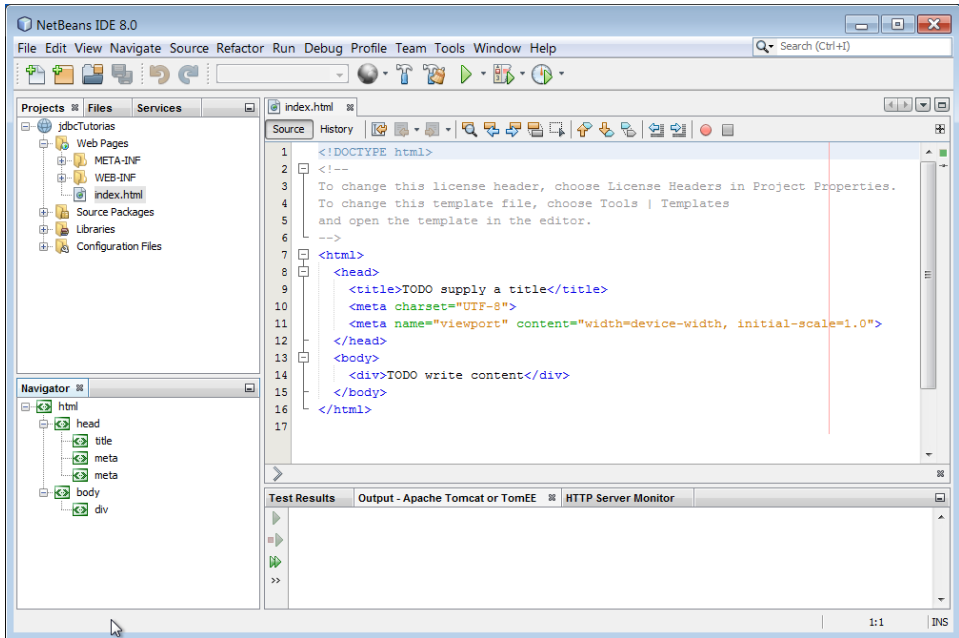 NetBeans IDE 8.0
File Edit View Navigate Source Refactor Run Debug Profile Team Tools Window Help
Search (Ctrl+I)
Projects Files Services
jdbcTutorias
Web Pages
META-INF
WEB-INF
index.html
Source Packages
Libraries
Configuration Files
Navigator
html
head
title
meta
meta
body
div
index.html
Source History
1 <!DOCTYPE html>
2 <!--
3 To change this license header, choose License Headers in Project Properties.
4 To change this template file, choose Tools | Templates
5 and open the template in the editor.
6 -->
7 <html>
8 <head>
9 <title>TODO supply a title</title>
10 <meta charset="UTF-8">
11 <meta name="viewport" content="width=device-width, initial-scale=1.0">
12 </head>
13 <body>
14 <div>TODO write content</div>
15 </body>
16 </html>
17
Test Results Output - Apache Tomcat or TomEE HTTP Server Monitor
1:1 INS